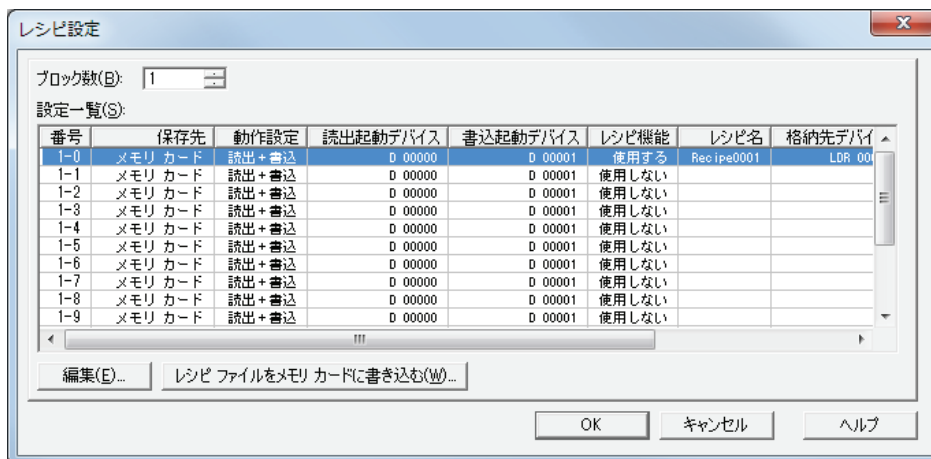 レシピ設定
ブロック数(B): 1
設定一覧(S):
番号 保存先 動作設定 読出起動デバイス 書込起動デバイス レシピ機能 レシピ名 格納先デバイ
1-0 メモリ カード 読出+書込 D 00000 D 00001 使用する Recipe0001 LDR 000
1-1 メモリ カード 読出+書込 D 00000 D 00001 使用しない
1-2 メモリ カード 読出+書込 D 00000 D 00001 使用しない
1-3 メモリ カード 読出+書込 D 00000 D 00001 使用しない
1-4 メモリ カード 読出+書込 D 00000 D 00001 使用しない
1-5 メモリ カード 読出+書込 D 00000 D 00001 使用しない
1-6 メモリ カード 読出+書込 D 00000 D 00001 使用しない
1-7 メモリ カード 読出+書込 D 00000 D 00001 使用しない
1-8 メモリ カード 読出+書込 D 00000 D 00001 使用しない
1-9 メモリ カード 読出+書込 D 00000 D 00001 使用しない
編集(E)... レシピ ファイルをメモリ カードに書き込む(W)...
OK キャンセル ヘルプ